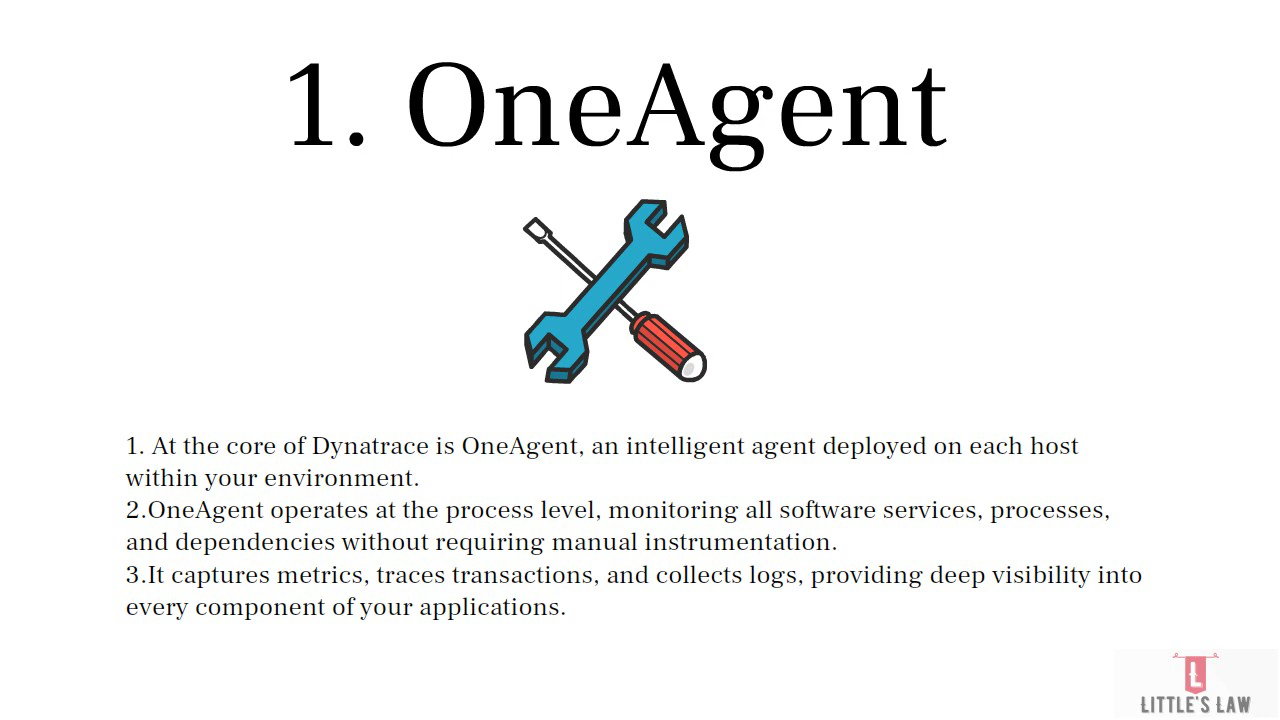 1. OneAgent
1. At the core of Dynatrace is OneAgent, an intelligent agent deployed on each host
within your environment.
2.OneAgent operates at the process level, monitoring all software services, processes,
and dependencies without requiring manual instrumentation.
3.It captures metrics, traces transactions, and collects logs, providing deep visibility into
every component of your applications.
L
LITTLE'S LAW